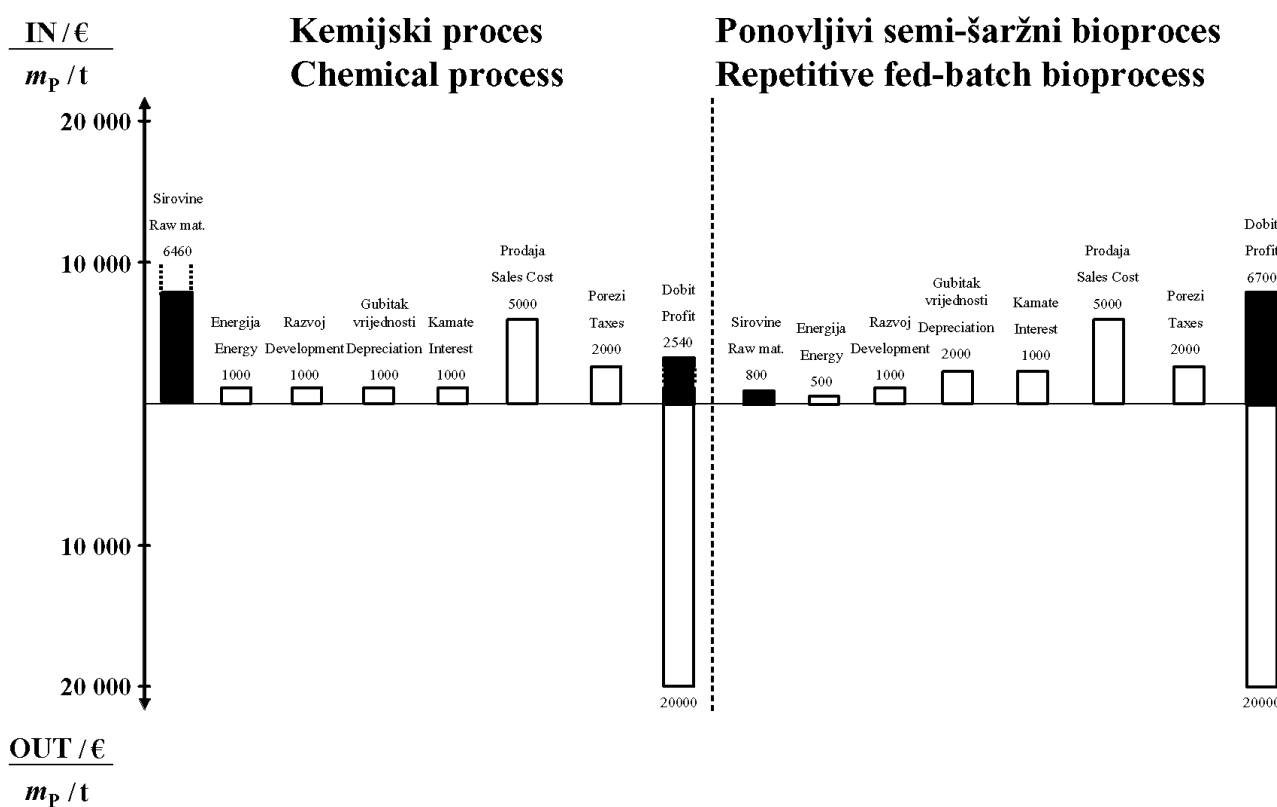 IN / €
m_P / t
Kemijski proces
Chemical process
Ponovljivi semi-šaržni bioproces
Repetitive fed-batch bioprocess
20 000
10 000
10 000
20 000
Sirovine
Raw mat.
6460
Energija
Energy
1000
Razvoj
Development
1000
Gubitak
vrijednosti
Depreciation
1000
Kamate
Interest
1000
Prodaja
Sales Cost
5000
Porezi
Taxes
2000
Dobit
Profit
2540
20000
Sirovine
Raw mat.
800
Energija
Energy
500
Razvoj
Development
1000
Gubitak
vrijednosti
Depreciation
2000
Kamate
Interest
1000
Prodaja
Sales Cost
5000
Porezi
Taxes
2000
Dobit
Profit
6700
20000
OUT / €
m_P / t